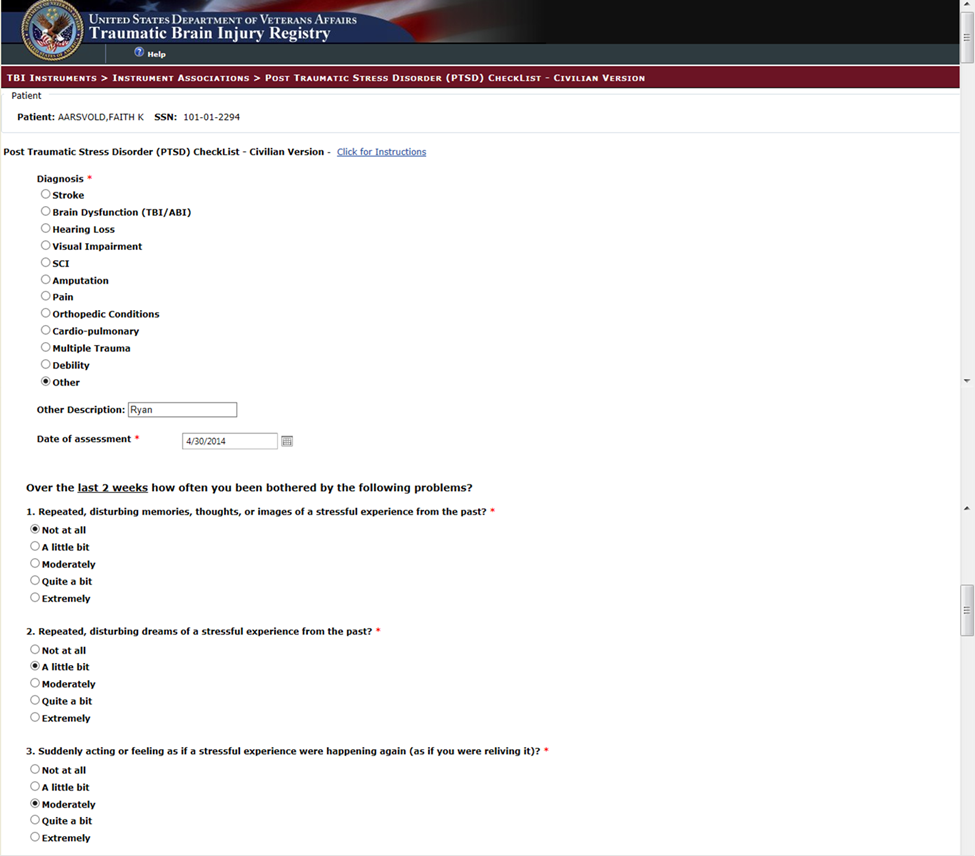 United States Department of Veterans Affairs
Traumatic Brain Injury Registry
Help
TBI Instruments > Instrument Associations > Post Traumatic Stress Disorder (PTSD) CheckList - Civilian Version
Patient
Patient: AARSVOLD,FAITH K SSN: 101-01-2294
Post Traumatic Stress Disorder (PTSD) CheckList - Civilian Version - Click for Instructions
Diagnosis *
Stroke
Brain Dysfunction (TBI/ABI)
Hearing Loss
Visual Impairment
SCI
Amputation
Pain
Orthopedic Conditions
Cardio-pulmonary
Multiple Trauma
Debility
Other
Other Description: Ryan
Date of assessment * 4/30/2014
Over the last 2 weeks how often you been bothered by the following problems?
1. Repeated, disturbing memories, thoughts, or images of a stressful experience from the past? *
Not at all
A little bit
Moderately
Quite a bit
Extremely
2. Repeated, disturbing dreams of a stressful experience from the past? *
Not at all
A little bit
Moderately
Quite a bit
Extremely
3. Suddenly acting or feeling as if a stressful experience were happening again (as if you were reliving it)? *
Not at all
A little bit
Moderately
Quite a bit
Extremely